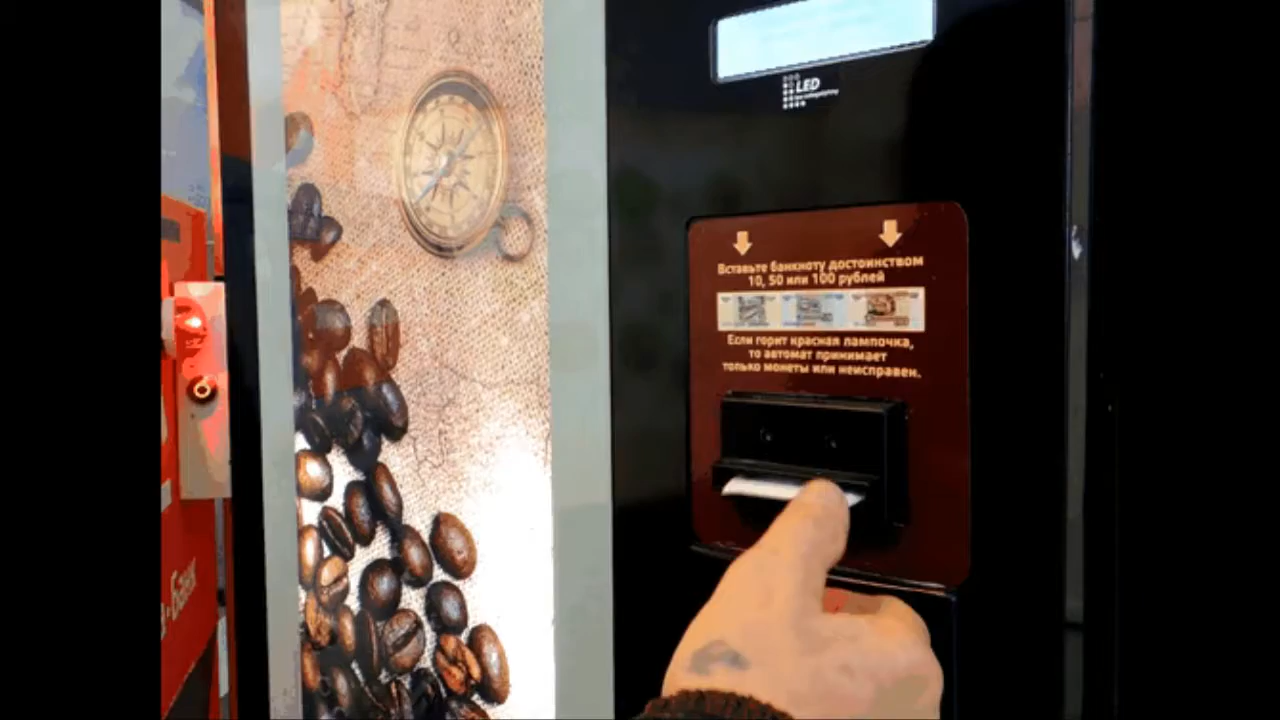 LED
Вставьте банкноту достоинством
10, 50 или 100 рублей
Если горит красная лампочка,
то автомат принимает
только монеты или неисправен.
Банк